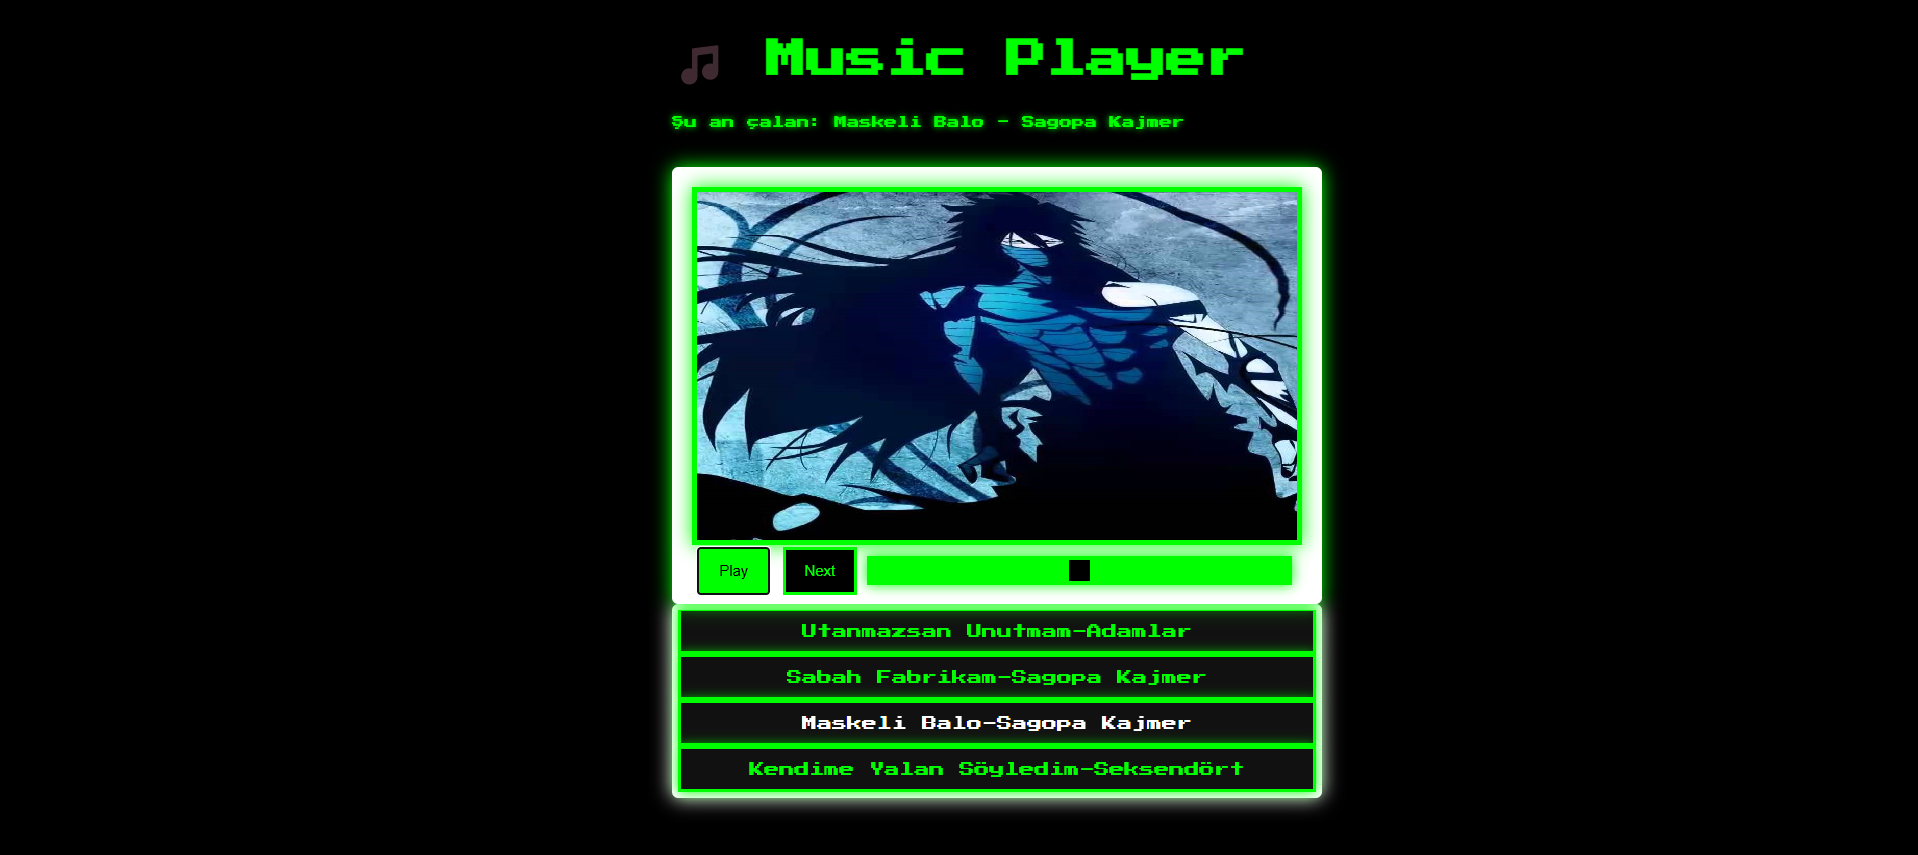 Music Player
Şu an çalan: Maskeli Balo - Sagopa Kajmer
Play
Next
Utanmazsan Unutmam-Adamlar
Sabah Fabrikam-Sagopa Kajmer
Maskeli Balo-Sagopa Kajmer
Kendime Yalan Söyledim-Seksendört